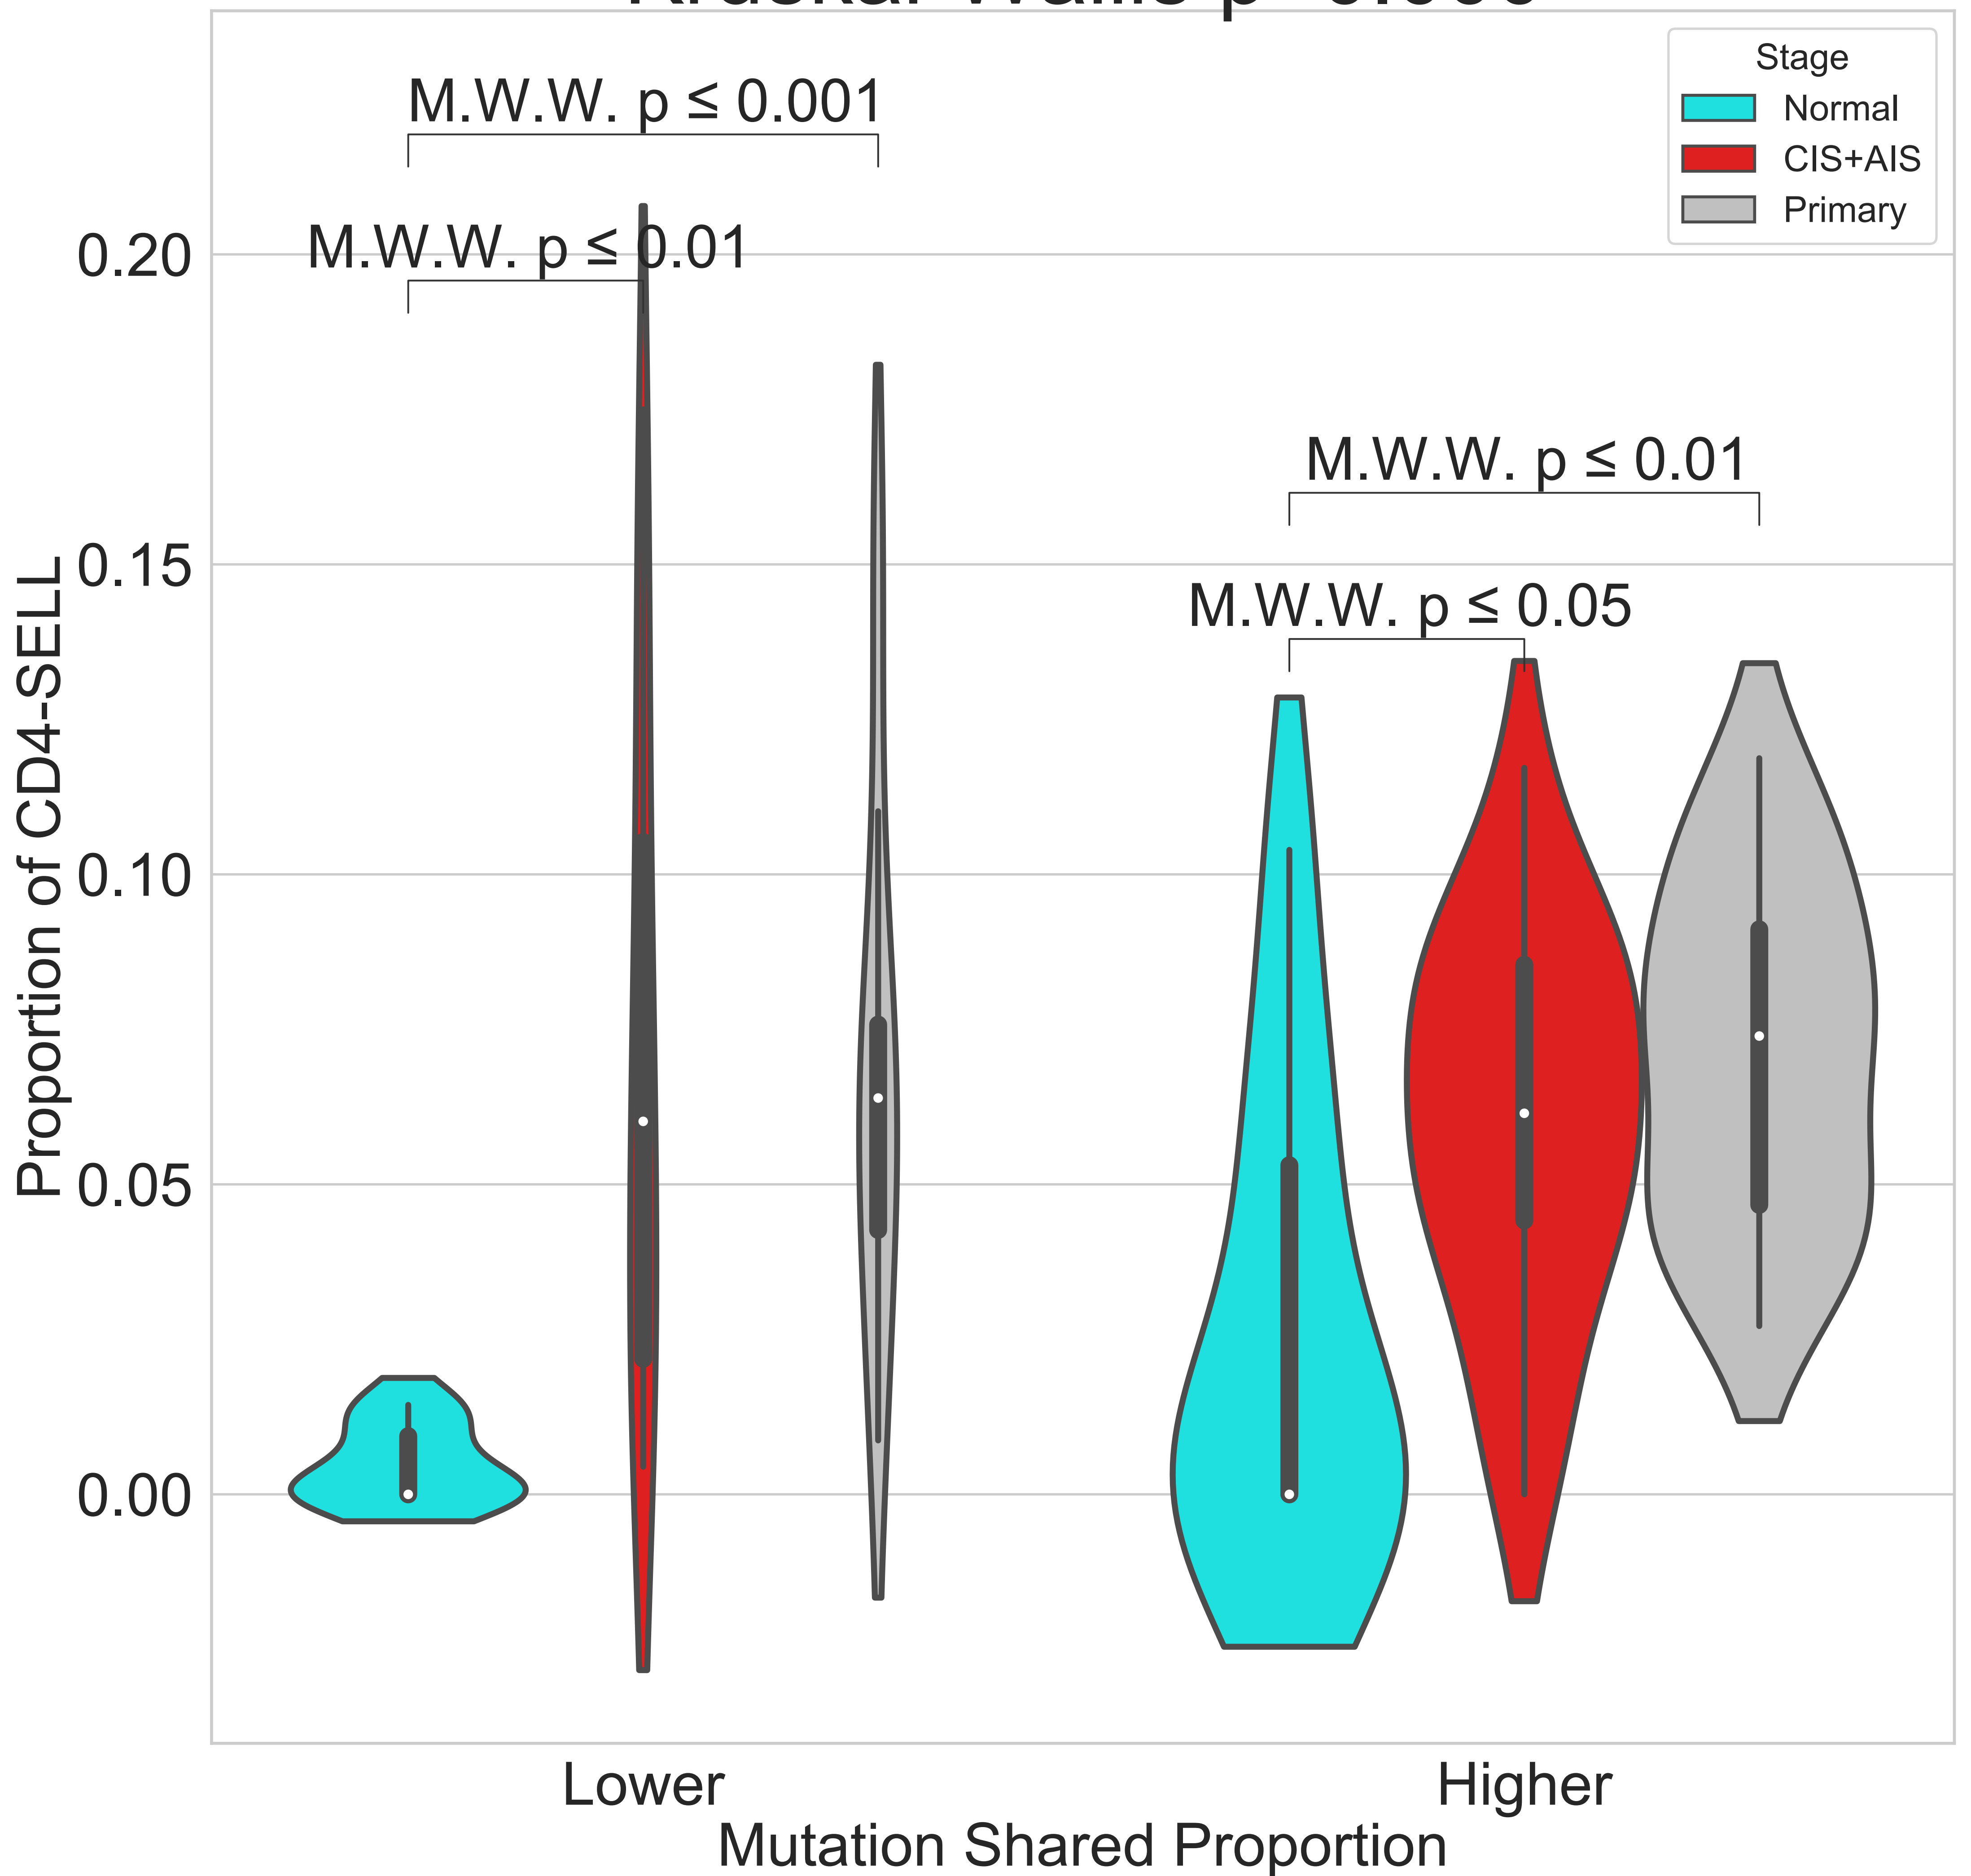 Stage
Normal
CIS+AIS
Primary
M.W.W. p ≤ 0.001
M.W.W. p ≤ 0.01
M.W.W. p ≤ 0.01
M.W.W. p ≤ 0.05
0.20
0.15
0.10
0.05
0.00
Proportion of CD4-SELL
Lower
Higher
Mutation Shared Proportion